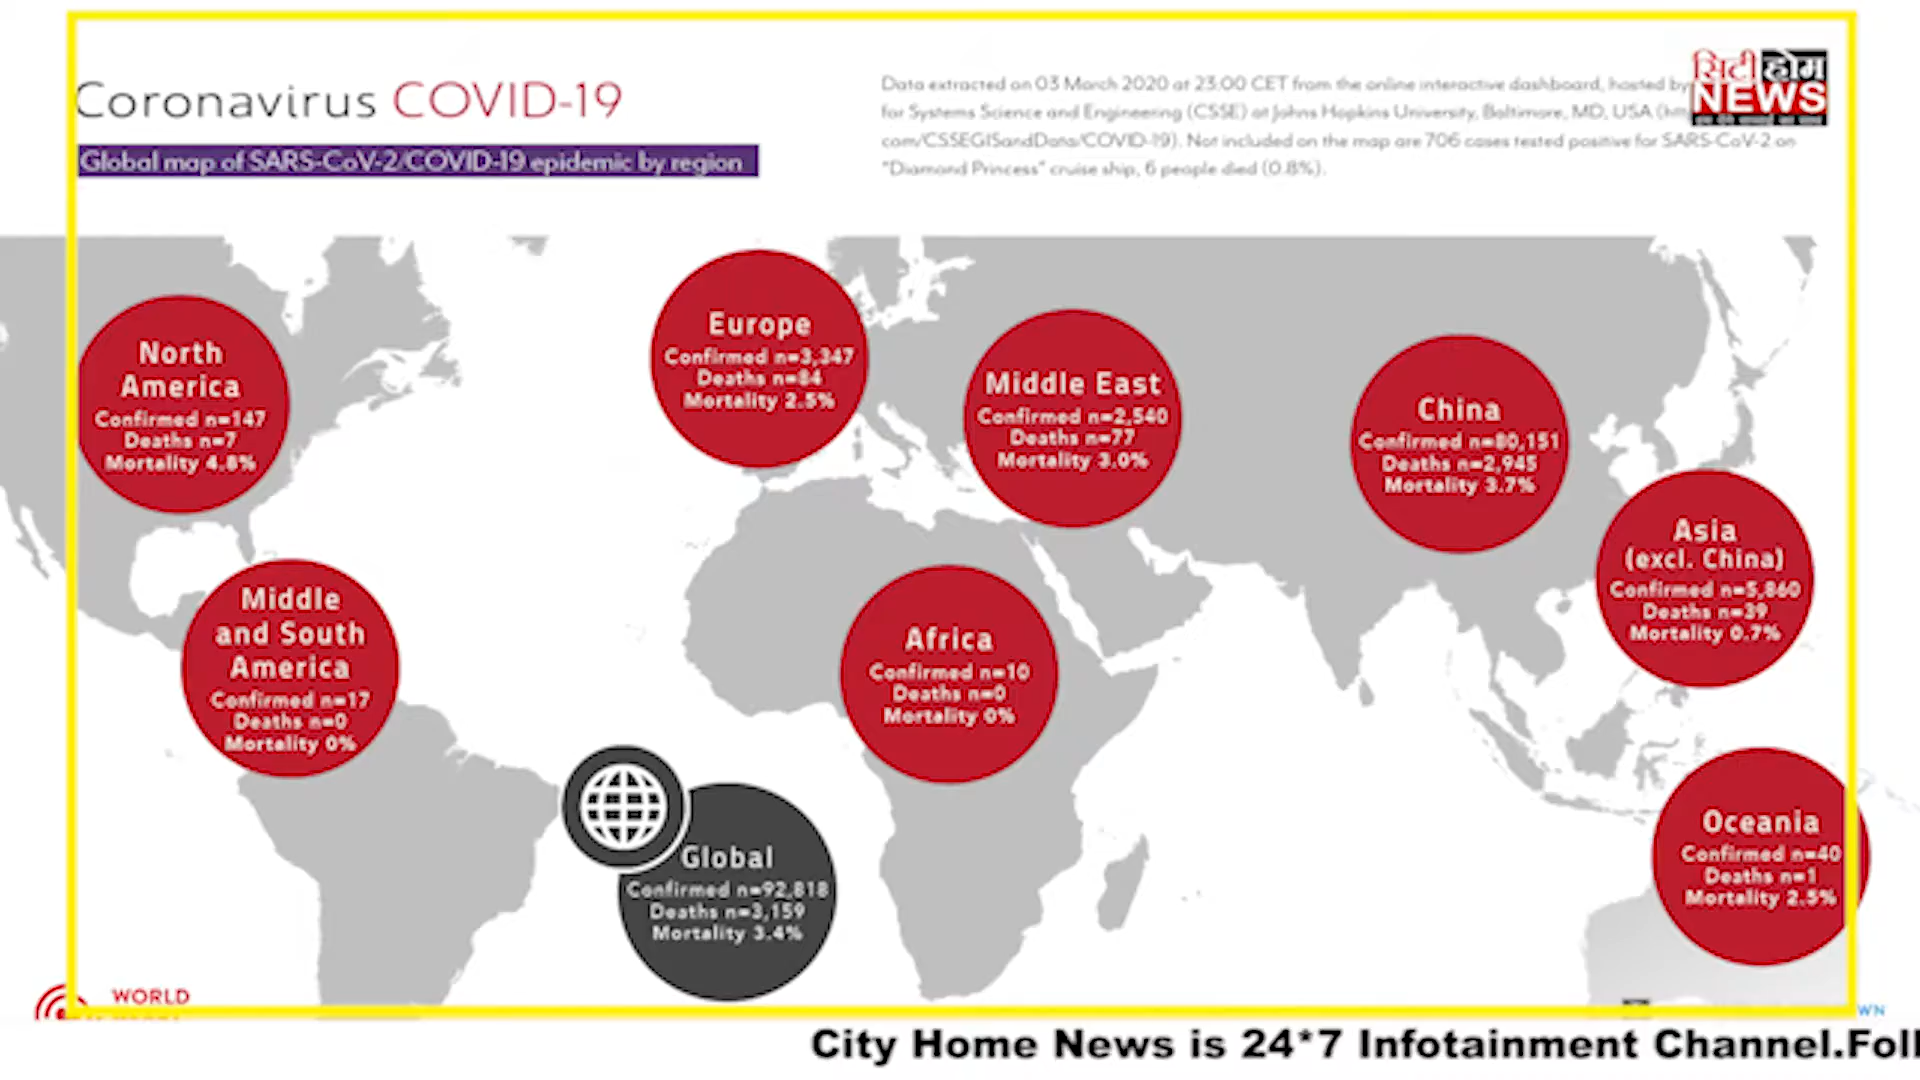 Coronavirus COVID-19
Global map of SARS-CoV-2/COVID-19 epidemic by region
Data extracted on 03 March 2020 at 23.00 CET from the online interactive dashboard, hosted by
for Systems Science and Engineering (CSSE) at Johns Hopkins University, Baltimore, MD, USA
com/CSSEGISandData/COVID-19). Not included on the map are 706 cases tested positive for SARS-CoV-2 on
"Diamond Princess" cruise ship, 6 people died (0.8%).
सिटी होम
NEWS
North
America
Confirmed n=147
Deaths n=7
Mortality 4.8%
Europe
Confirmed n=3,347
Deaths n=84
Mortality 2.5%
Middle East
Confirmed n=2,540
Deaths n=77
Mortality 3.0%
China
Confirmed n=80,151
Deaths n=2,945
Mortality 3.7%
Asia
(excl. China)
Confirmed n=5,860
Deaths n=39
Mortality 0.7%
Middle
and South
America
Confirmed n=17
Deaths n=0
Mortality 0%
Africa
Confirmed n=10
Deaths n=0
Mortality 0%
Global
Confirmed n=92,818
Deaths n=3,159
Mortality 3.4%
Oceania
Confirmed n=40
Deaths n=1
Mortality 2.5%
WORLD
WN
City Home News is 24*7 Infotainment Channel.Foll